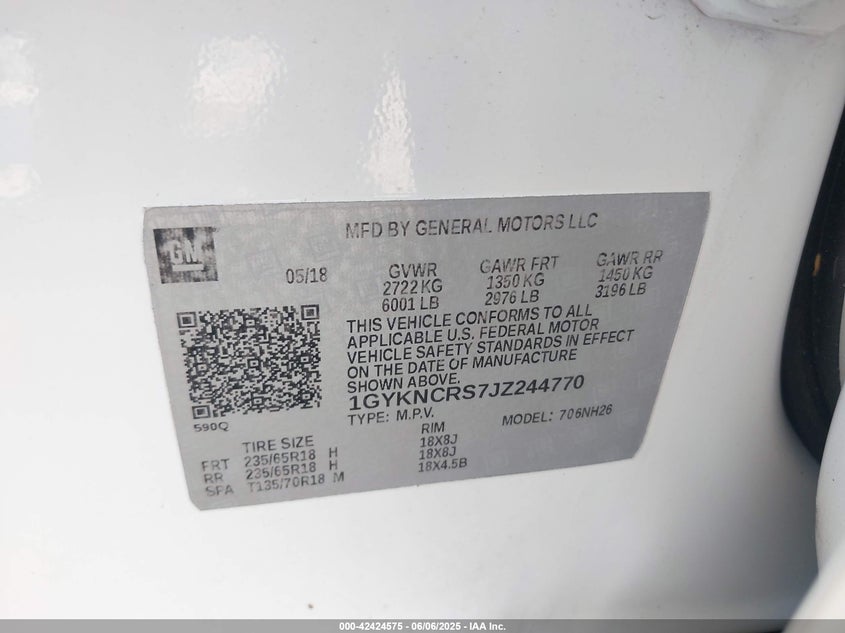 MFD BY GENERAL MOTORS LLC
GM
05/18
GVWR
2722 KG
6001 LB
GAWR FRT
1350 KG
2976 LB
GAWR RR
1450 KG
3196 LB
THIS VEHICLE CONFORMS TO ALL
APPLICABLE U.S. FEDERAL MOTOR
VEHICLE SAFETY STANDARDS IN EFFECT
ON THE DATE OF MANUFACTURE
SHOWN ABOVE.
1GYKNCRS7JZ244770
TYPE: M.P.V.
MODEL: 706NH26
590Q
TIRE SIZE RIM
FRT 235/65R18 H 18X8J
RR 235/65R18 H 18X8J
SPA T135/70R18 M 18X4.5B
000-42424575 - 06/06/2025 - IAA Inc.